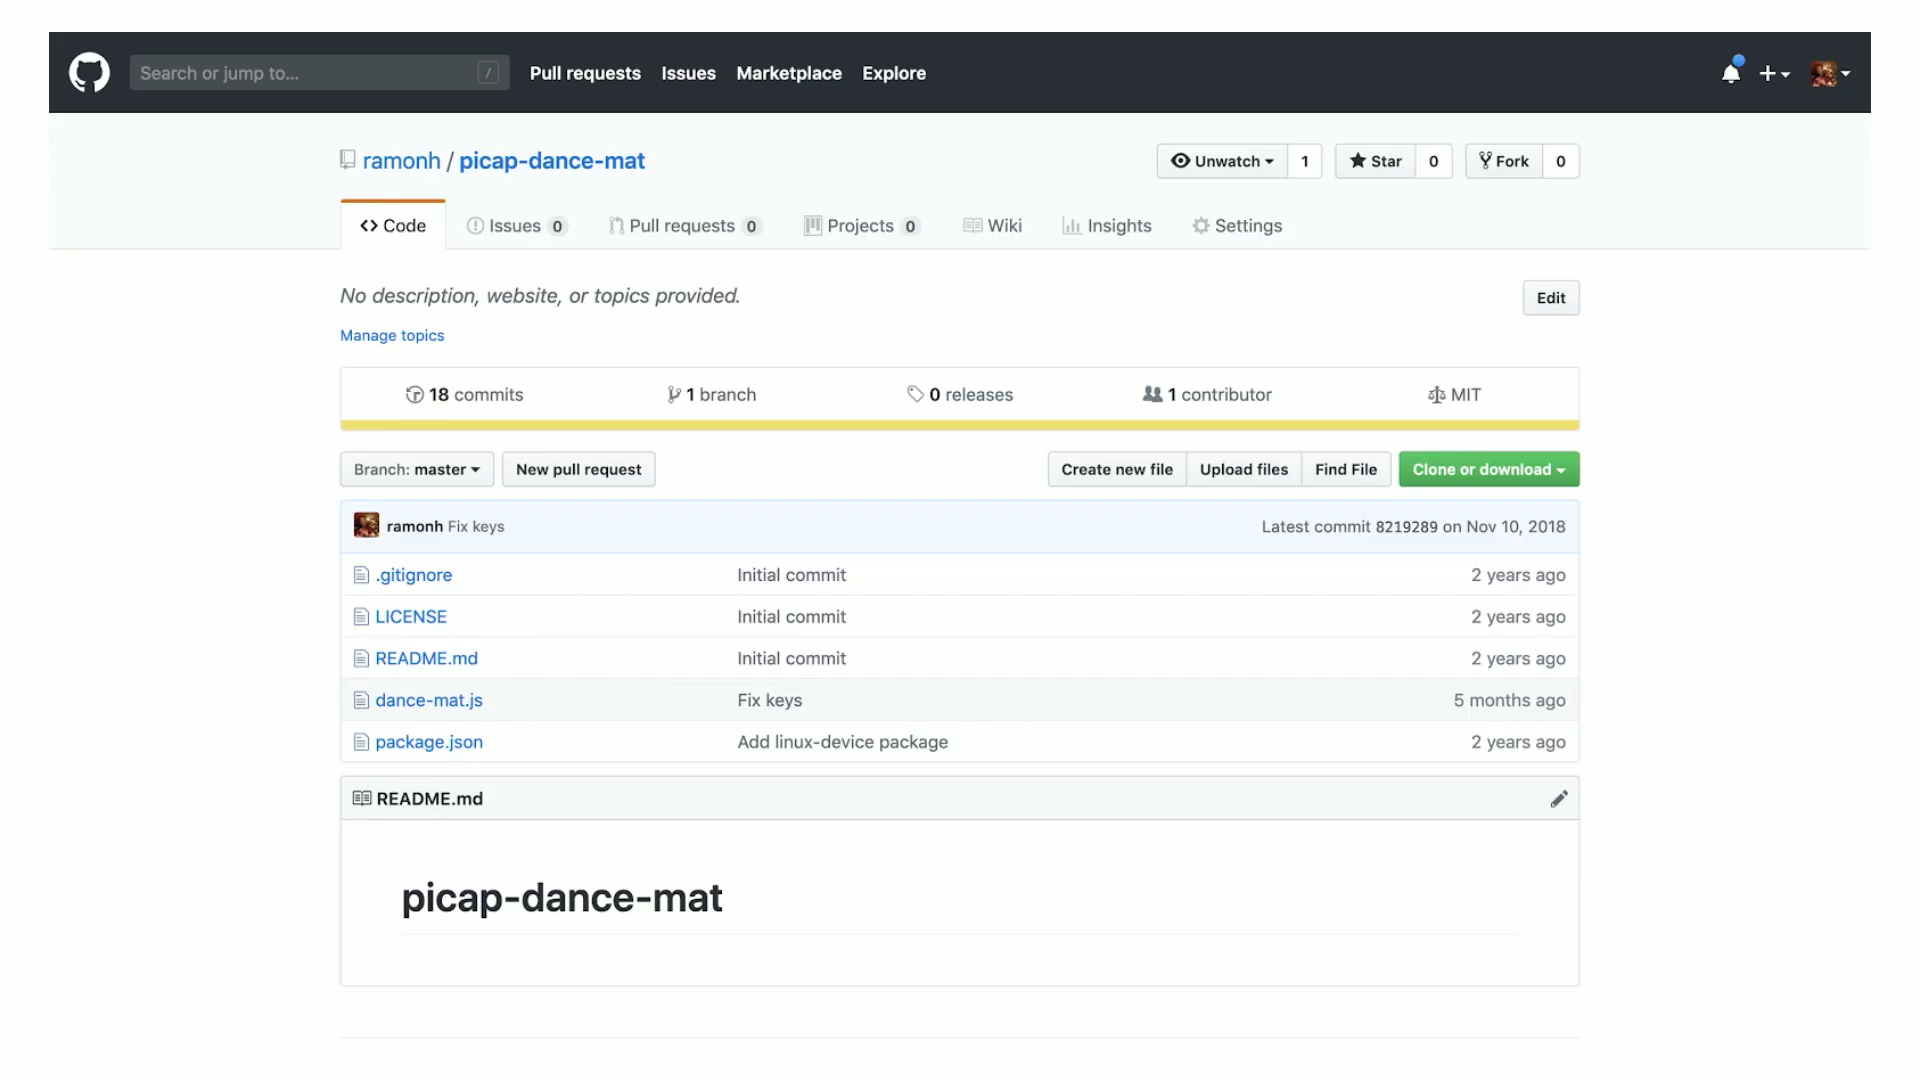 Search or jump to... /
Pull requests Issues Marketplace Explore
ramonh / picap-dance-mat
Unwatch 1 Star 0 Fork 0
Code Issues 0 Pull requests 0 Projects 0 Wiki Insights Settings
No description, website, or topics provided.
Edit
Manage topics
18 commits 1 branch 0 releases 1 contributor MIT
Branch: master New pull request Create new file Upload files Find File Clone or download
ramonh Fix keys Latest commit 8219289 on Nov 10, 2018
.gitignore Initial commit 2 years ago
LICENSE Initial commit 2 years ago
README.md Initial commit 2 years ago
dance-mat.js Fix keys 5 months ago
package.json Add linux-device package 2 years ago
README.md
picap-dance-mat